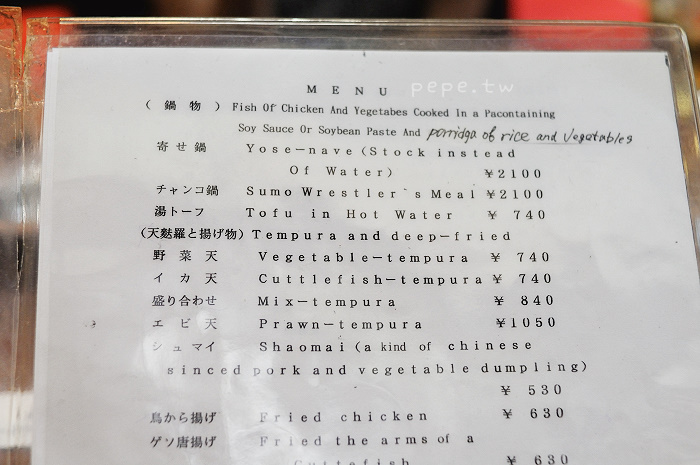 MENU pepe.tw
(鍋物) Fish Of Chicken And Yegetabes Cooked In a Pacontaining
Soy Sauce Or Soybean Paste And porridga of rice and vegetables
寄せ鍋 Yose-nave (Stock instead
Of Water) ¥2100
チャンコ鍋 Sumo Wrestler`s Meal ¥2100
湯トーフ Tofu in Hot Water ¥ 740
(天麩羅と揚げ物) Tempura and deep-fried
野菜天 Vegetable-tempura ¥ 740
イカ天 Cuttlefish-tempura ¥ 740
盛り合わせ Mix-tempura ¥ 840
エビ天 Prawn-tempura ¥1050
シュマイ Shaomai (a kind of chinese
sinced pork and vegetable dumpling)
¥ 530
鳥から揚げ Fried chicken ¥ 630
ゲソ唐揚げ Fried the arms of a
Cuttefish ¥ 630